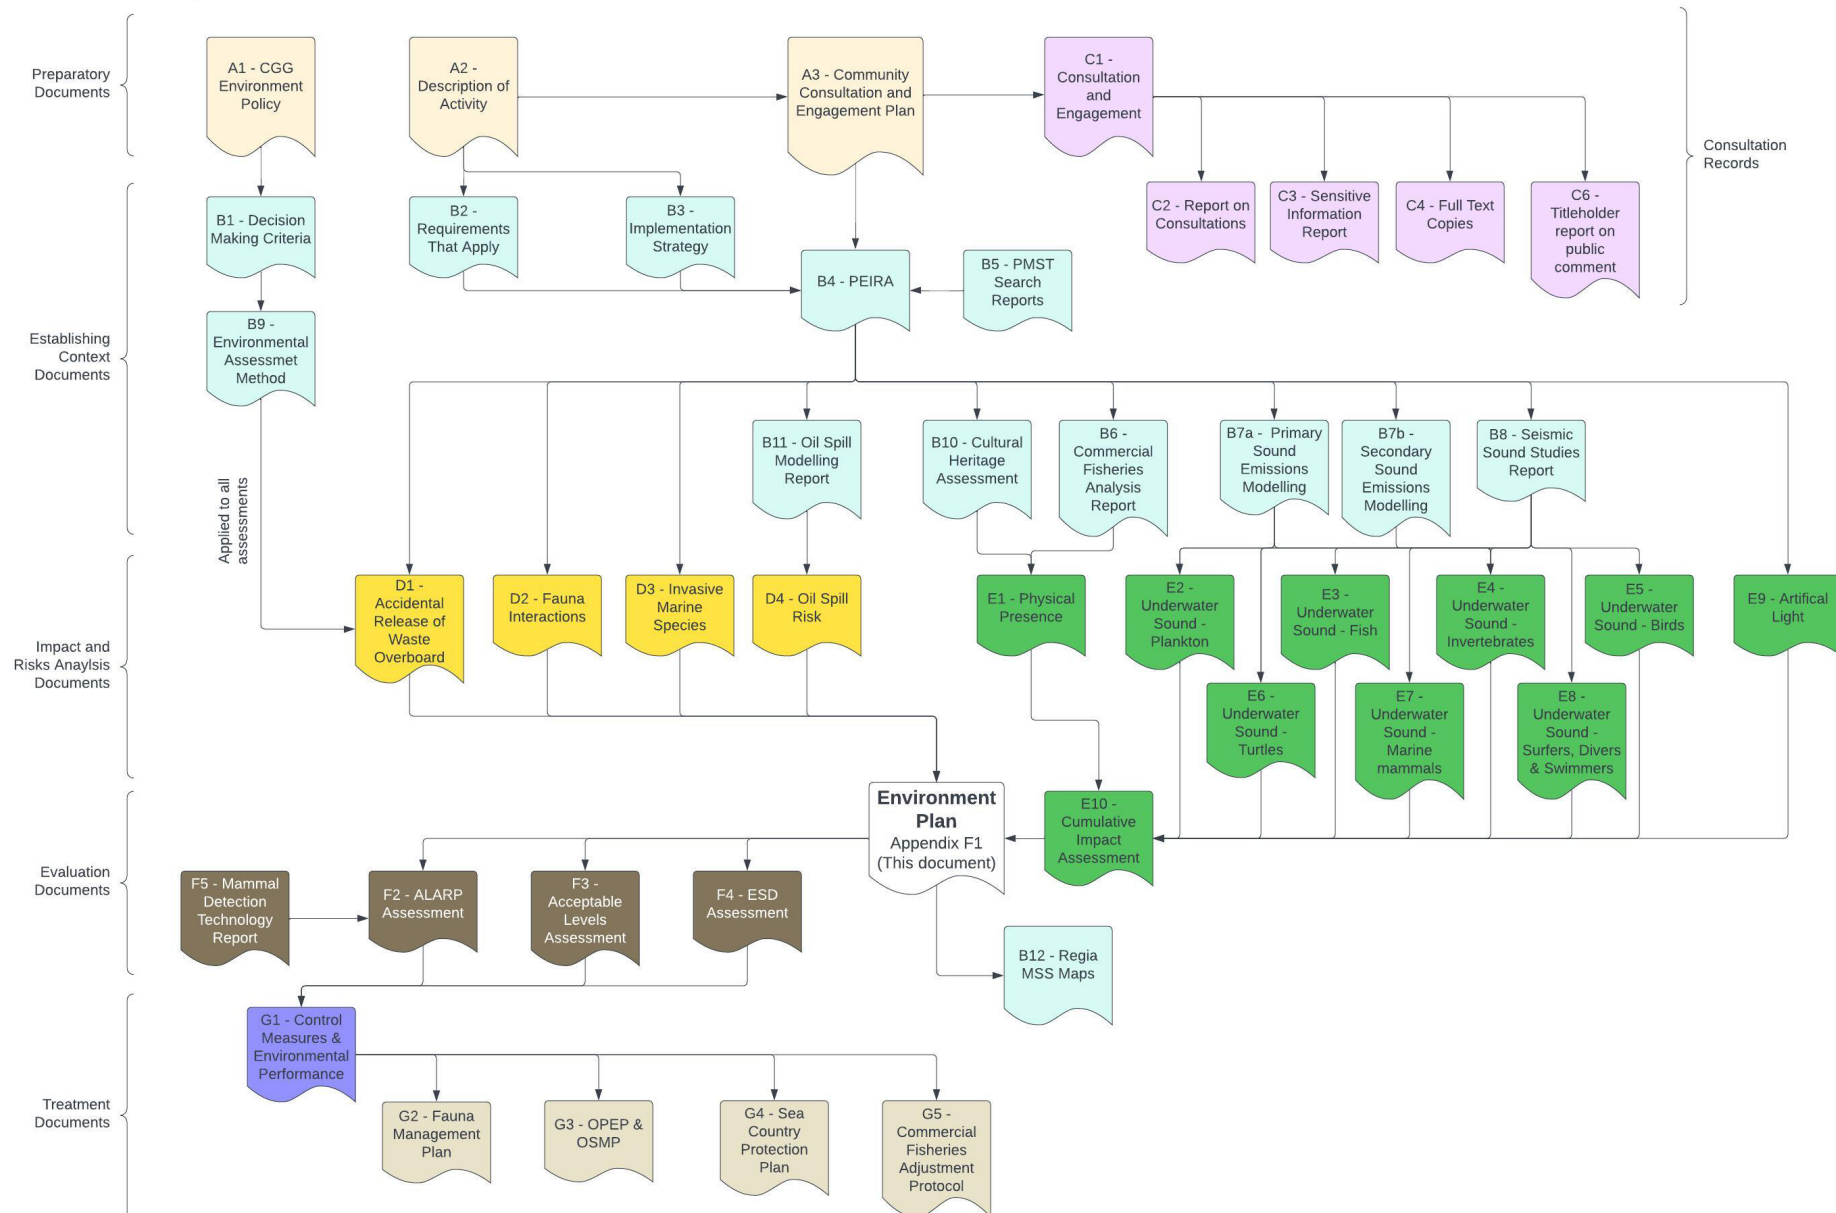 Preparatory
Documents
A1 - CGG
Environment
Policy
A2 -
Description of
Activity
A3 - Community
Consultation and
Engagement Plan
C1 -
Consultation
and
Engagement
Consultation
Records
C2 - Report on
Consultations
C3 - Sensitive
Information
Report
C4 - Full Text
Copies
C6 -
Titleholder
report on
public
comment
Establishing
Context
Documents
B1 - Decision
Making Criteria
B2 -
Requirements
That Apply
B3 -
Implementation
Strategy
B4 - PEIRA
B5 - PMST
Search
Reports
B9 -
Environmental
Assessmet
Method
Applied to all
assessments
B11 - Oil Spill
Modelling
Report
B10 - Cultural
Heritage
Assessment
B6 -
Commercial
Fisheries
Analysis
Report
B7a - Primary
Sound
Emissions
Modelling
B7b -
Secondary
Sound
Emissions
Modelling
B8 - Seismic
Sound Studies
Report
Impact and
Risks Anaylsis
Documents
D1 -
Accidental
Release of
Waste
Overboard
D2 - Fauna
Interactions
D3 - Invasive
Marine
Species
D4 - Oil Spill
Risk
E1 - Physical
Presence
E2 -
Underwater
Sound -
Plankton
E3 -
Underwater
Sound - Fish
E4 -
Underwater
Sound -
Invertebrates
E5 -
Underwater
Sound - Birds
E9 - Artifical
Light
E6 -
Underwater
Sound -
Turtles
E7 -
Underwater
Sound -
Marine
mammals
E8 -
Underwater
Sound -
Surfers, Divers
& Swimmers
Environment
Plan
Appendix F1
(This document)
E10 -
Cumulative
Impact
Assessment
Evaluation
Documents
F5 - Mammal
Detection
Technology
Report
F2 - ALARP
Assessment
F3 -
Acceptable
Levels
Assessment
F4 - ESD
Assessment
B12 - Regia
MSS Maps
Treatment
Documents
G1 - Control
Measures &
Environmental
Performance
G2 - Fauna
Management
Plan
G3 - OPEP &
OSMP
G4 - Sea
Country
Protection
Plan
G5 -
Commercial
Fisheries
Adjustment
Protocol